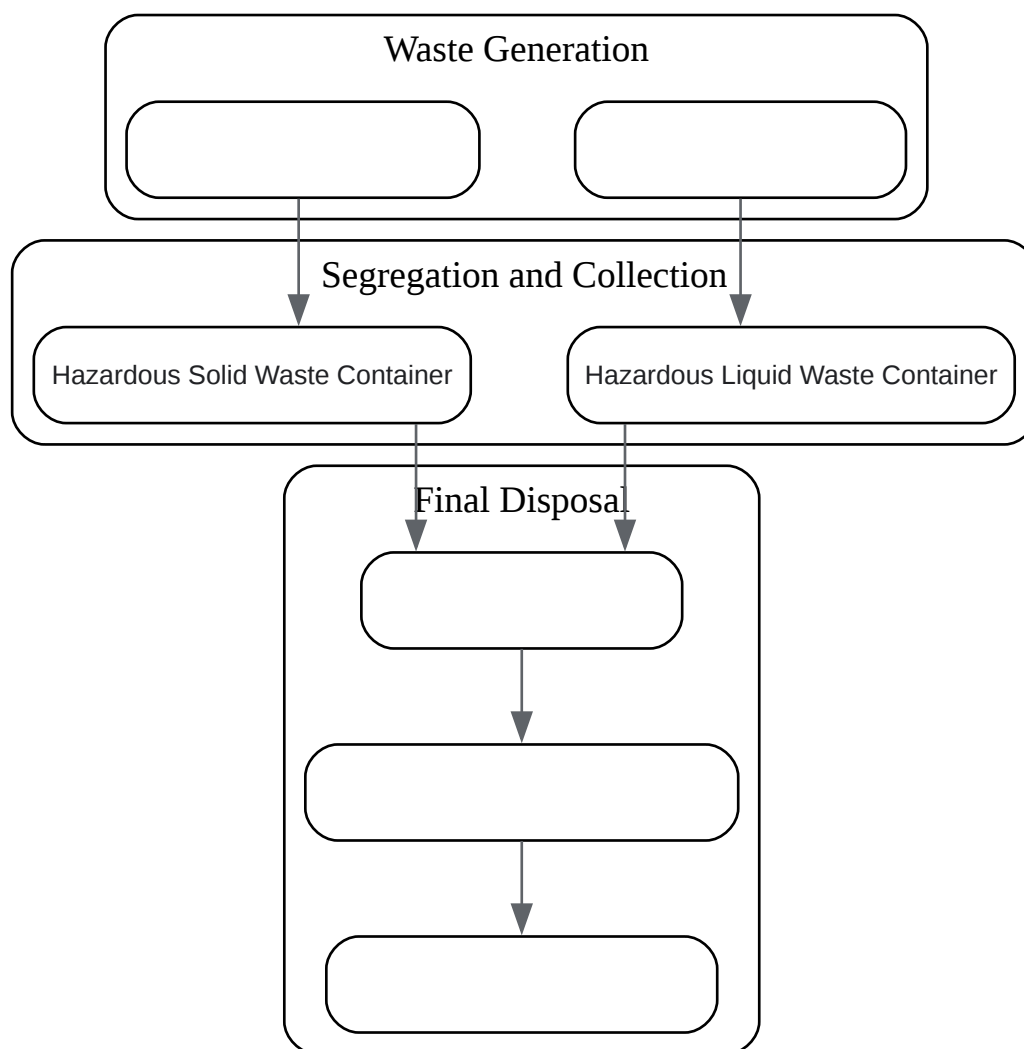 Waste Generation
Segregation and Collection
Hazardous Solid Waste Container
Hazardous Liquid Waste Container
Final Disposal